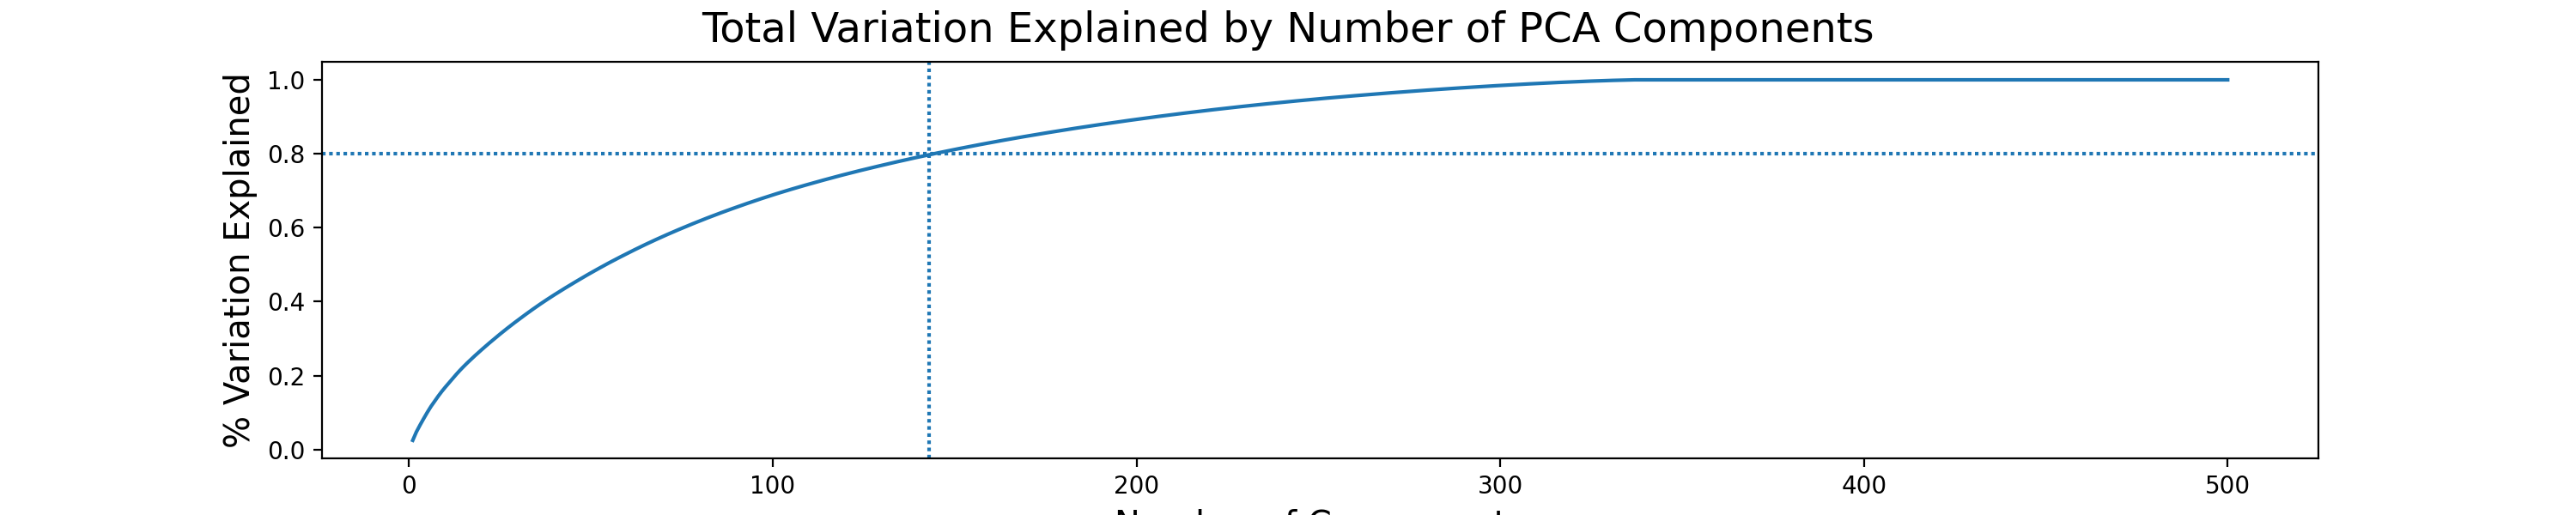 Total Variation Explained by Number of PCA Components
% Variation Explained
1.0
0.8
0.6
0.4
0.2
0.0
0 100 200 300 400 500